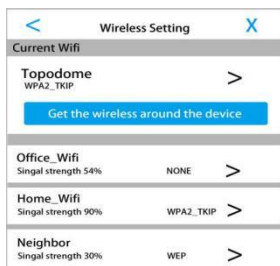 < Wireless Setting X
Current Wifi
Topodome >
WPA2_TKIP
Get the wireless around the device
Office_Wifi
Singal strength 54% NONE >
Home_Wifi
Singal strength 90% WPA2_TKIP >
Neighbor
Singal strength 30% WEP >